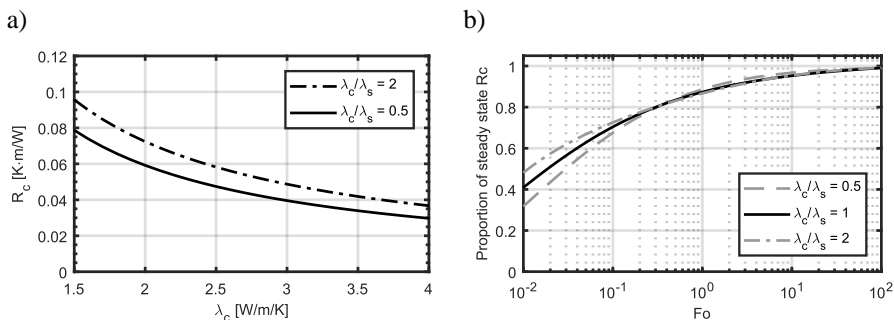 a)
0.12
0.1
0.08
0.06
0.04
0.02
0
R_c [K·m/W]
1.5 2 2.5 3 3.5 4
λ_c [W/m/K]
λ_c/λ_s = 2
λ_c/λ_s = 0.5
b)
1
0.8
0.6
0.4
0.2
0
Proportion of steady state Rc
10^-2 10^-1 10^0 10^1 10^2
Fo
λ_c/λ_s = 0.5
λ_c/λ_s = 1
λ_c/λ_s = 2